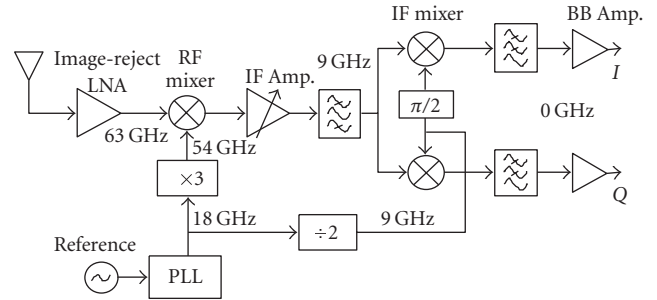 IF mixer
BB Amp.
Image-reject
LNA
RF
mixer
IF Amp.
9 GHz
I
π/2
0 GHz
63 GHz
54 GHz
×3
18 GHz
÷2
9 GHz
Q
Reference
PLL